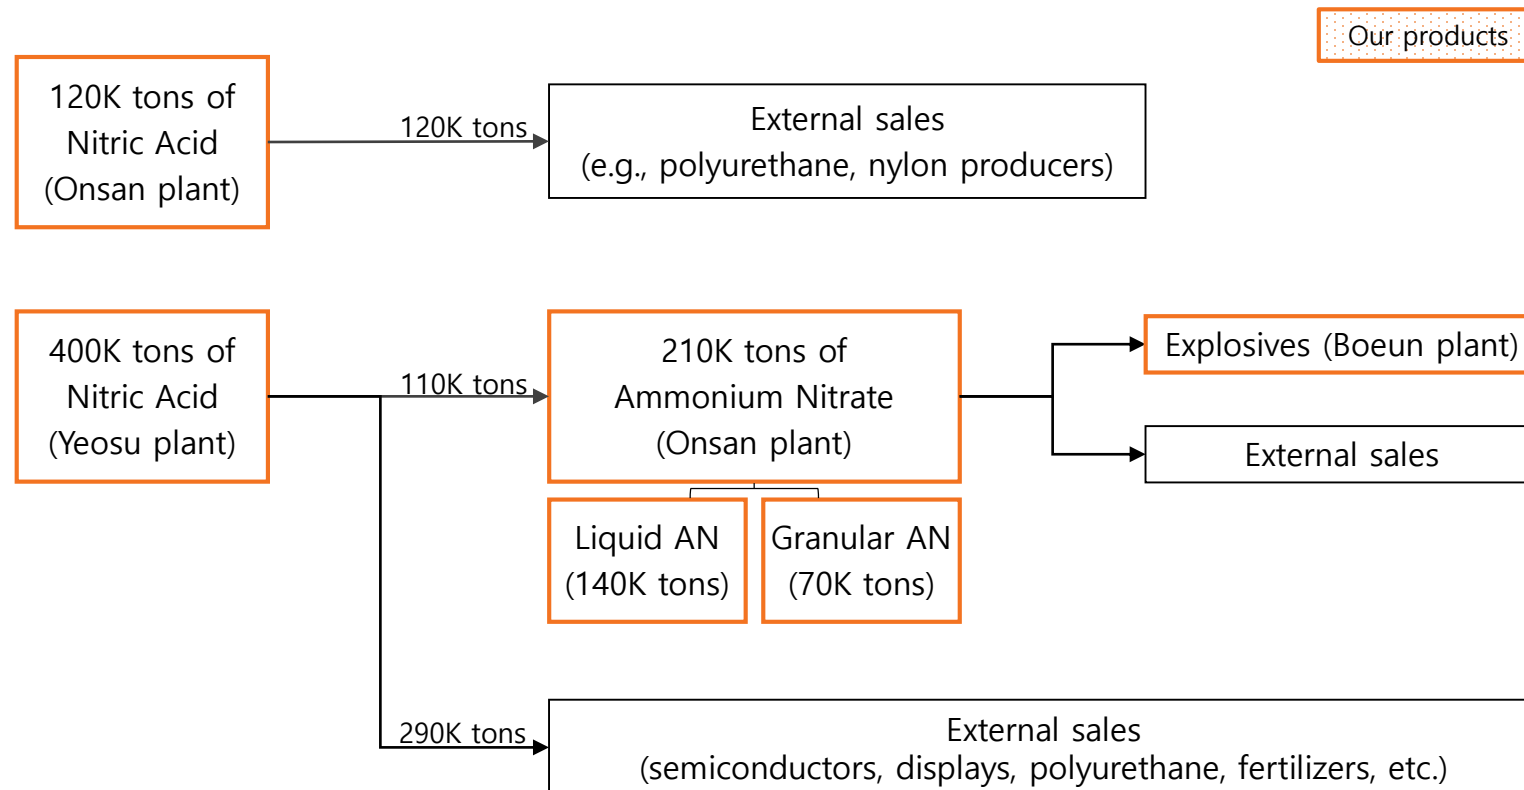 Our products
120K tons of
Nitric Acid
(Onsan plant)
120K tons
External sales
(e.g., polyurethane, nylon producers)
400K tons of
Nitric Acid
(Yeosu plant)
110K tons
210K tons of
Ammonium Nitrate
(Onsan plant)
Liquid AN
(140K tons)
Granular AN
(70K tons)
Explosives (Boeun plant)
External sales
290K tons
External sales
(semiconductors, displays, polyurethane, fertilizers, etc.)